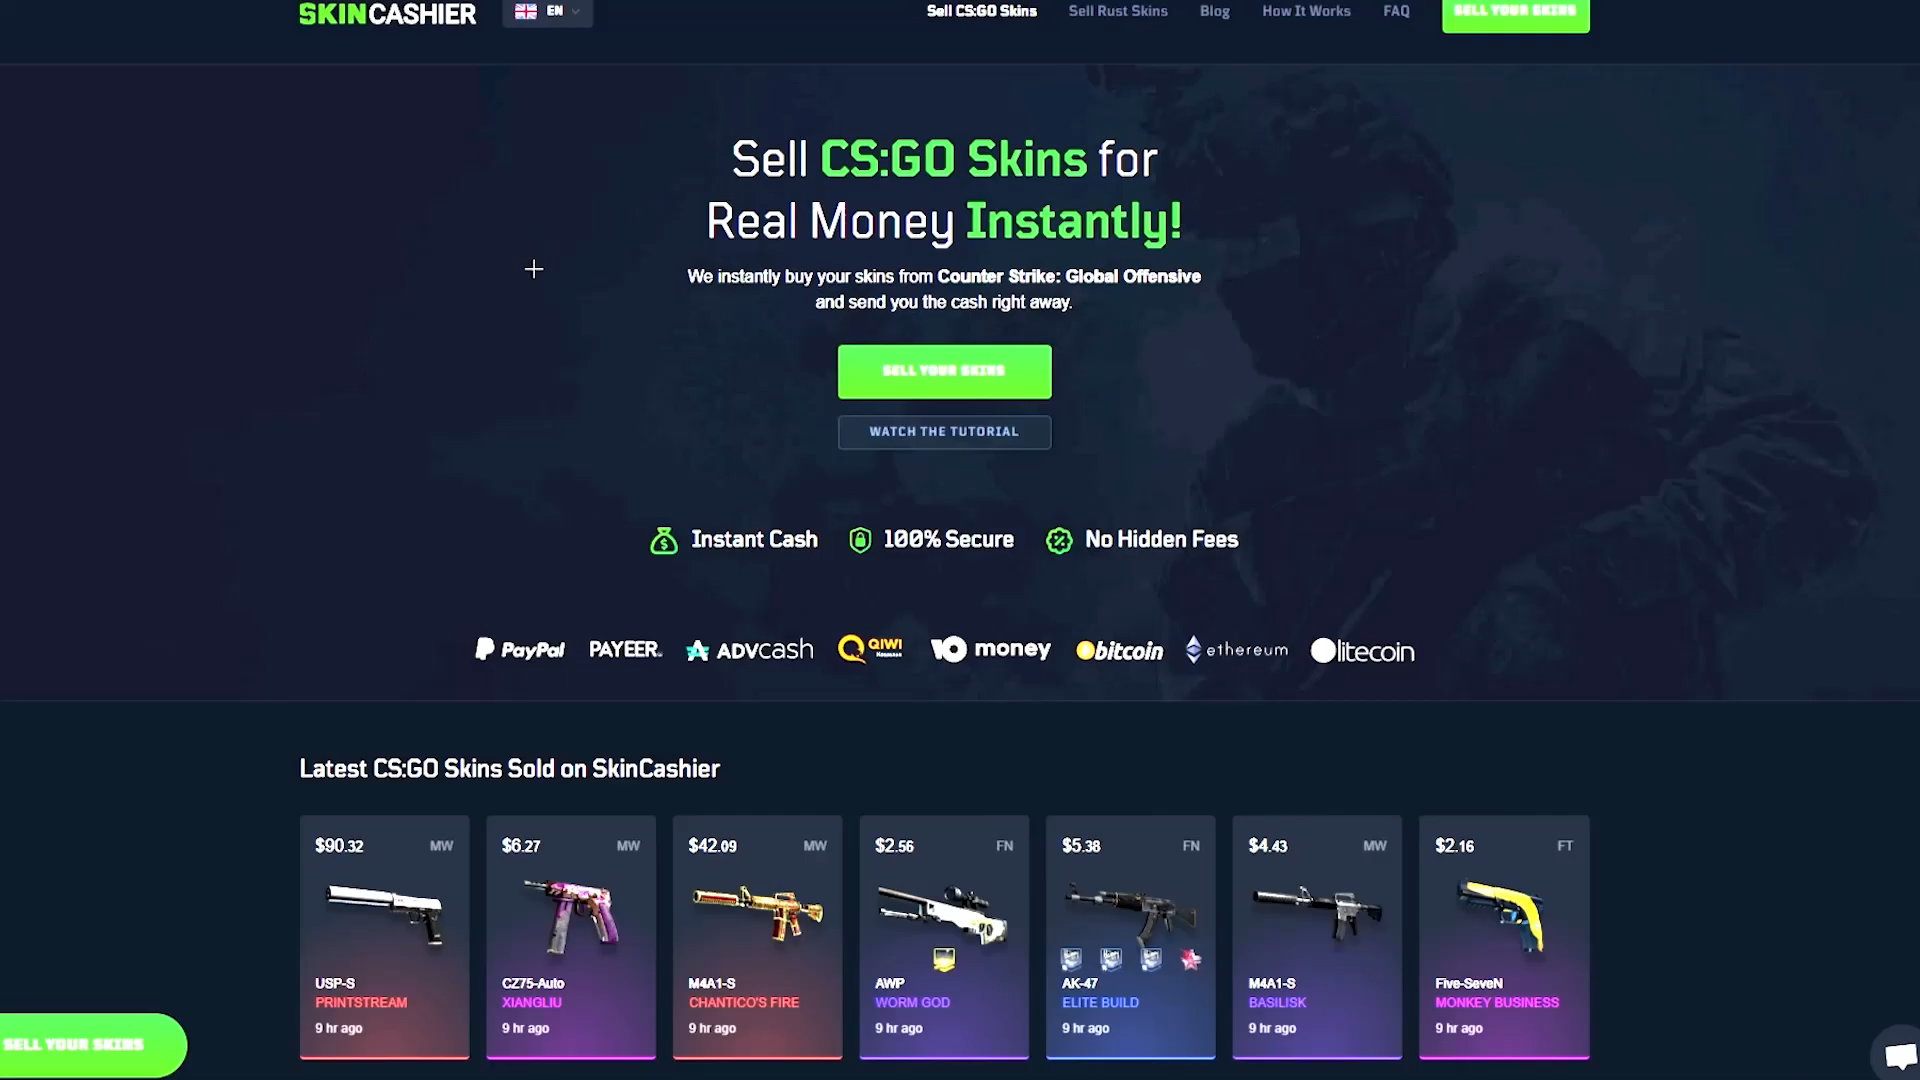 SKINCASHIER
EN
Sell CS:GO Skins
Sell Rust Skins
Blog
How It Works
FAQ
SELL YOUR SKINS
Sell CS:GO Skins for
Real Money Instantly!
We instantly buy your skins from Counter Strike: Global Offensive
and send you the cash right away.
SELL YOUR SKINS
WATCH THE TUTORIAL
Instant Cash
100% Secure
No Hidden Fees
PayPal
PAYEER
ADVcash
QIWI
money
bitcoin
ethereum
litecoin
Latest CS:GO Skins Sold on SkinCashier
$90.32 MW
USP-S
PRINTSTREAM
9 hr ago
$6.27 MW
CZ75-Auto
XIANGLIU
9 hr ago
$42.09 MW
M4A1-S
CHANTICO'S FIRE
9 hr ago
$2.56 FN
AWP
WORM GOD
9 hr ago
$5.38 FN
AK-47
ELITE BUILD
9 hr ago
$4.43 MW
M4A1-S
BASILISK
9 hr ago
$2.16 FT
Five-SeveN
MONKEY BUSINESS
9 hr ago
SELL YOUR SKINS